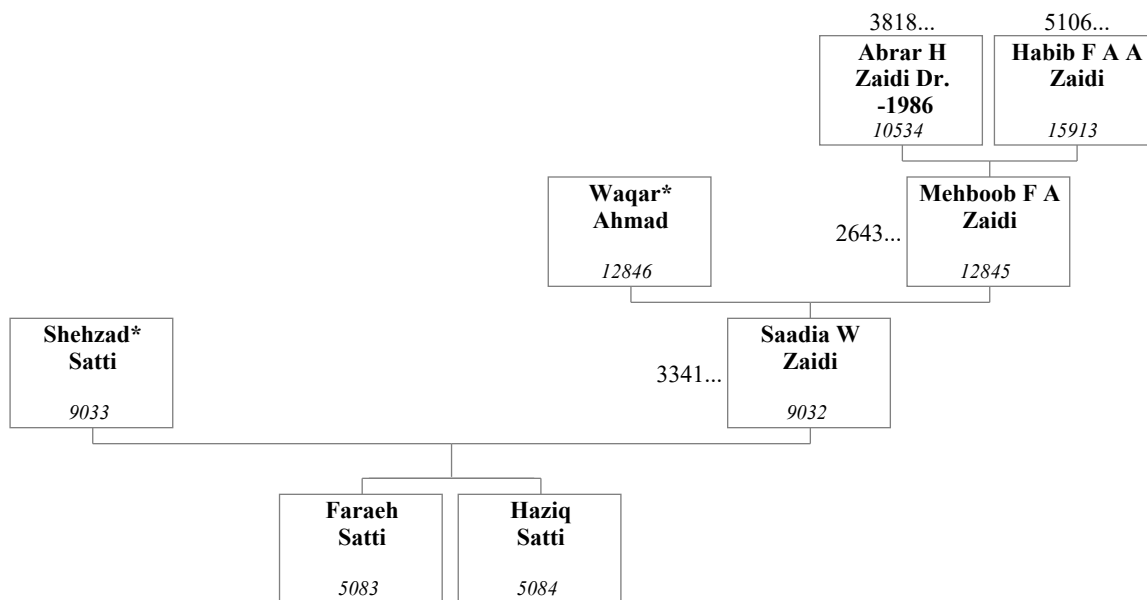 3818...
5106...
Abrar H
Zaidi Dr.
-1986
10534
Habib F A A
Zaidi
15913
Waqar*
Ahmad
12846
2643...
Mehboob F A
Zaidi
12845
Shehzad*
Satti
9033
3341...
Saadia W
Zaidi
9032
Faraeh
Satti
5083
Haziq
Satti
5084